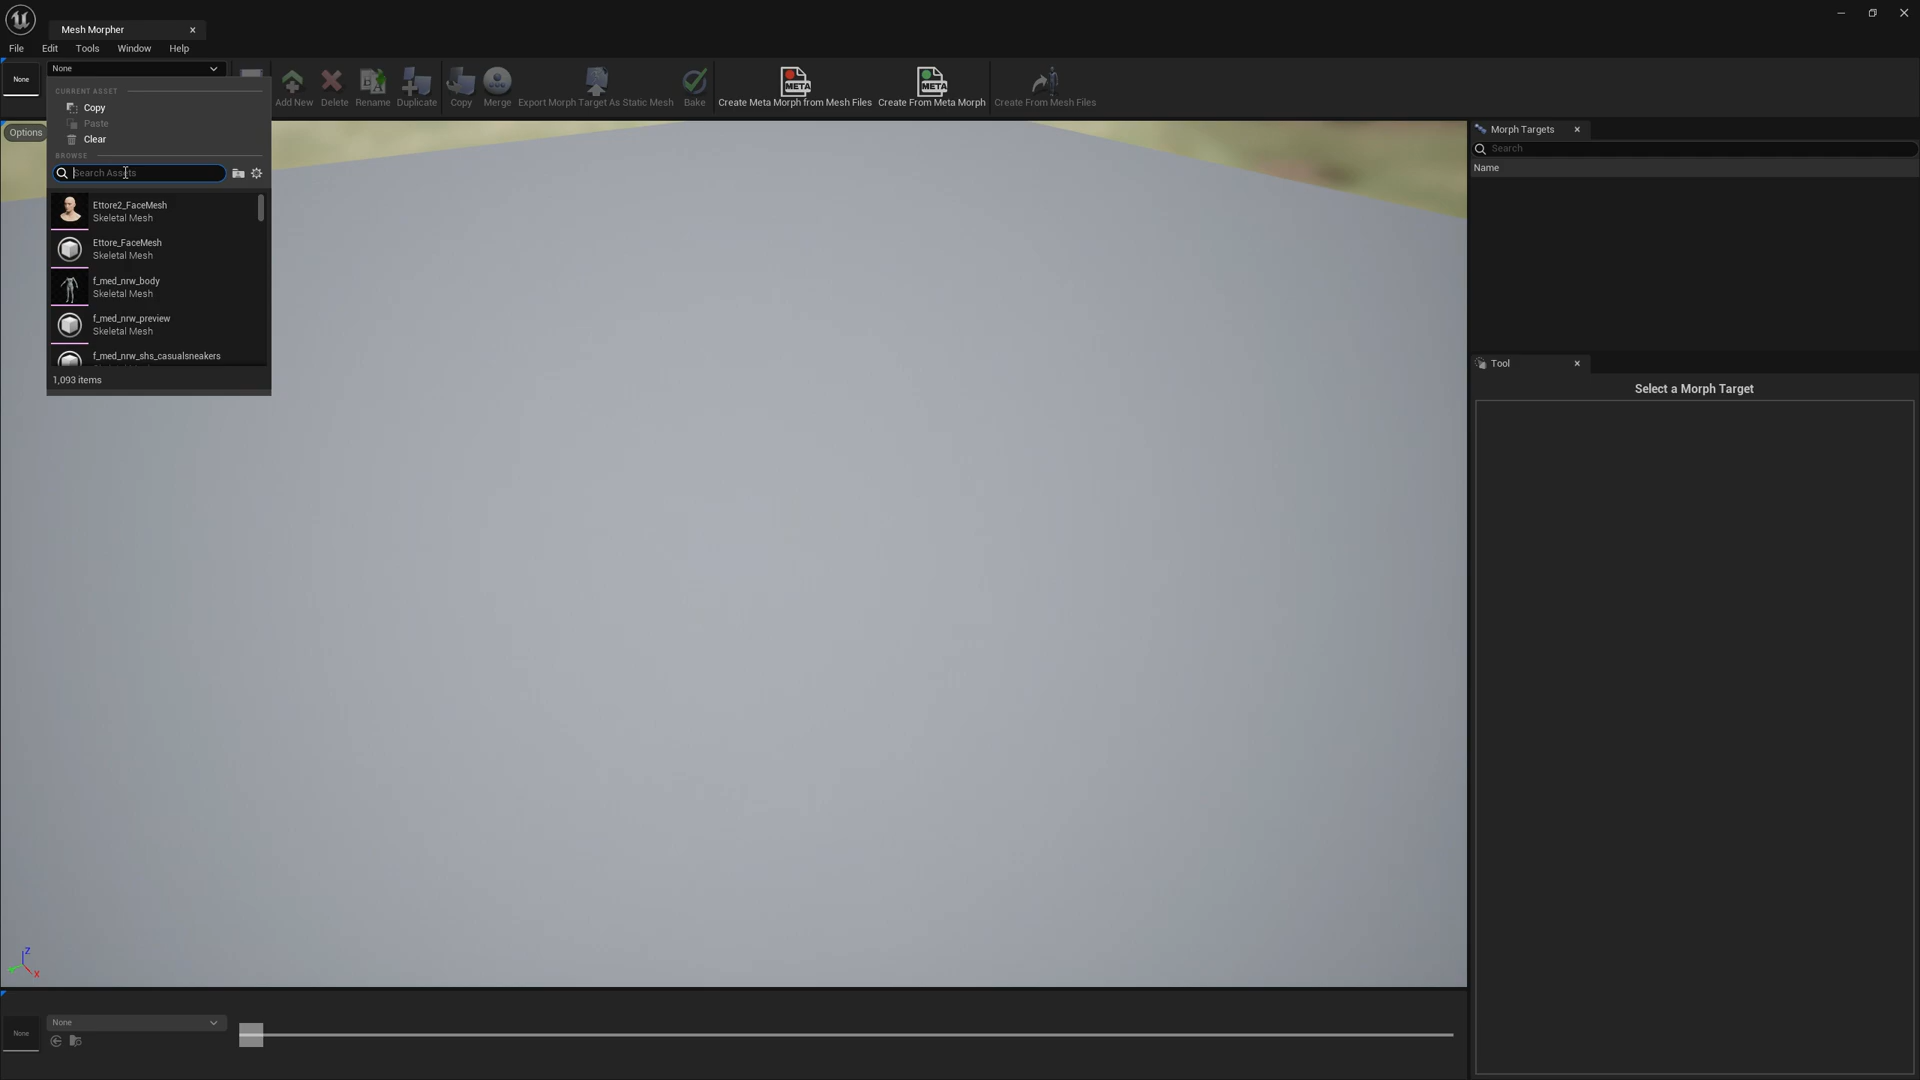 Mesh Morpher
File Edit Tools Window Help
None
None
CURRENT ASSET
Copy
Paste
Clear
BROWSE
Search Assets
Ettore2_FaceMesh
Skeletal Mesh
Ettore_FaceMesh
Skeletal Mesh
f_med_nrw_body
Skeletal Mesh
f_med_nrw_preview
Skeletal Mesh
f_med_nrw_shs_casualsneakers
1,093 items
Add New
Delete
Rename
Duplicate
Copy
Merge
Export Morph Target As Static Mesh
Bake
META
Create Meta Morph from Mesh Files
META
Create From Meta Morph
Create From Mesh Files
Options
Morph Targets
Search
Name
Tool
Select a Morph Target
Z
X
None
None